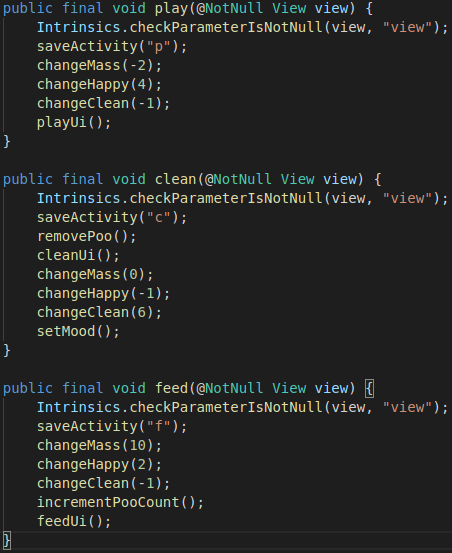 public final void play(@NotNull View view) {
    Intrinsics.checkParameterIsNotNull(view, "view");
    saveActivity("p");
    changeMass(-2);
    changeHappy(4);
    changeClean(-1);
    playUi();
}

public final void clean(@NotNull View view) {
    Intrinsics.checkParameterIsNotNull(view, "view");
    saveActivity("c");
    removePoo();
    cleanUi();
    changeMass(0);
    changeHappy(-1);
    changeClean(6);
    setMood();
}

public final void feed(@NotNull View view) {
    Intrinsics.checkParameterIsNotNull(view, "view");
    saveActivity("f");
    changeMass(10);
    changeHappy(2);
    changeClean(-1);
    incrementPooCount();
    feedUi();
}